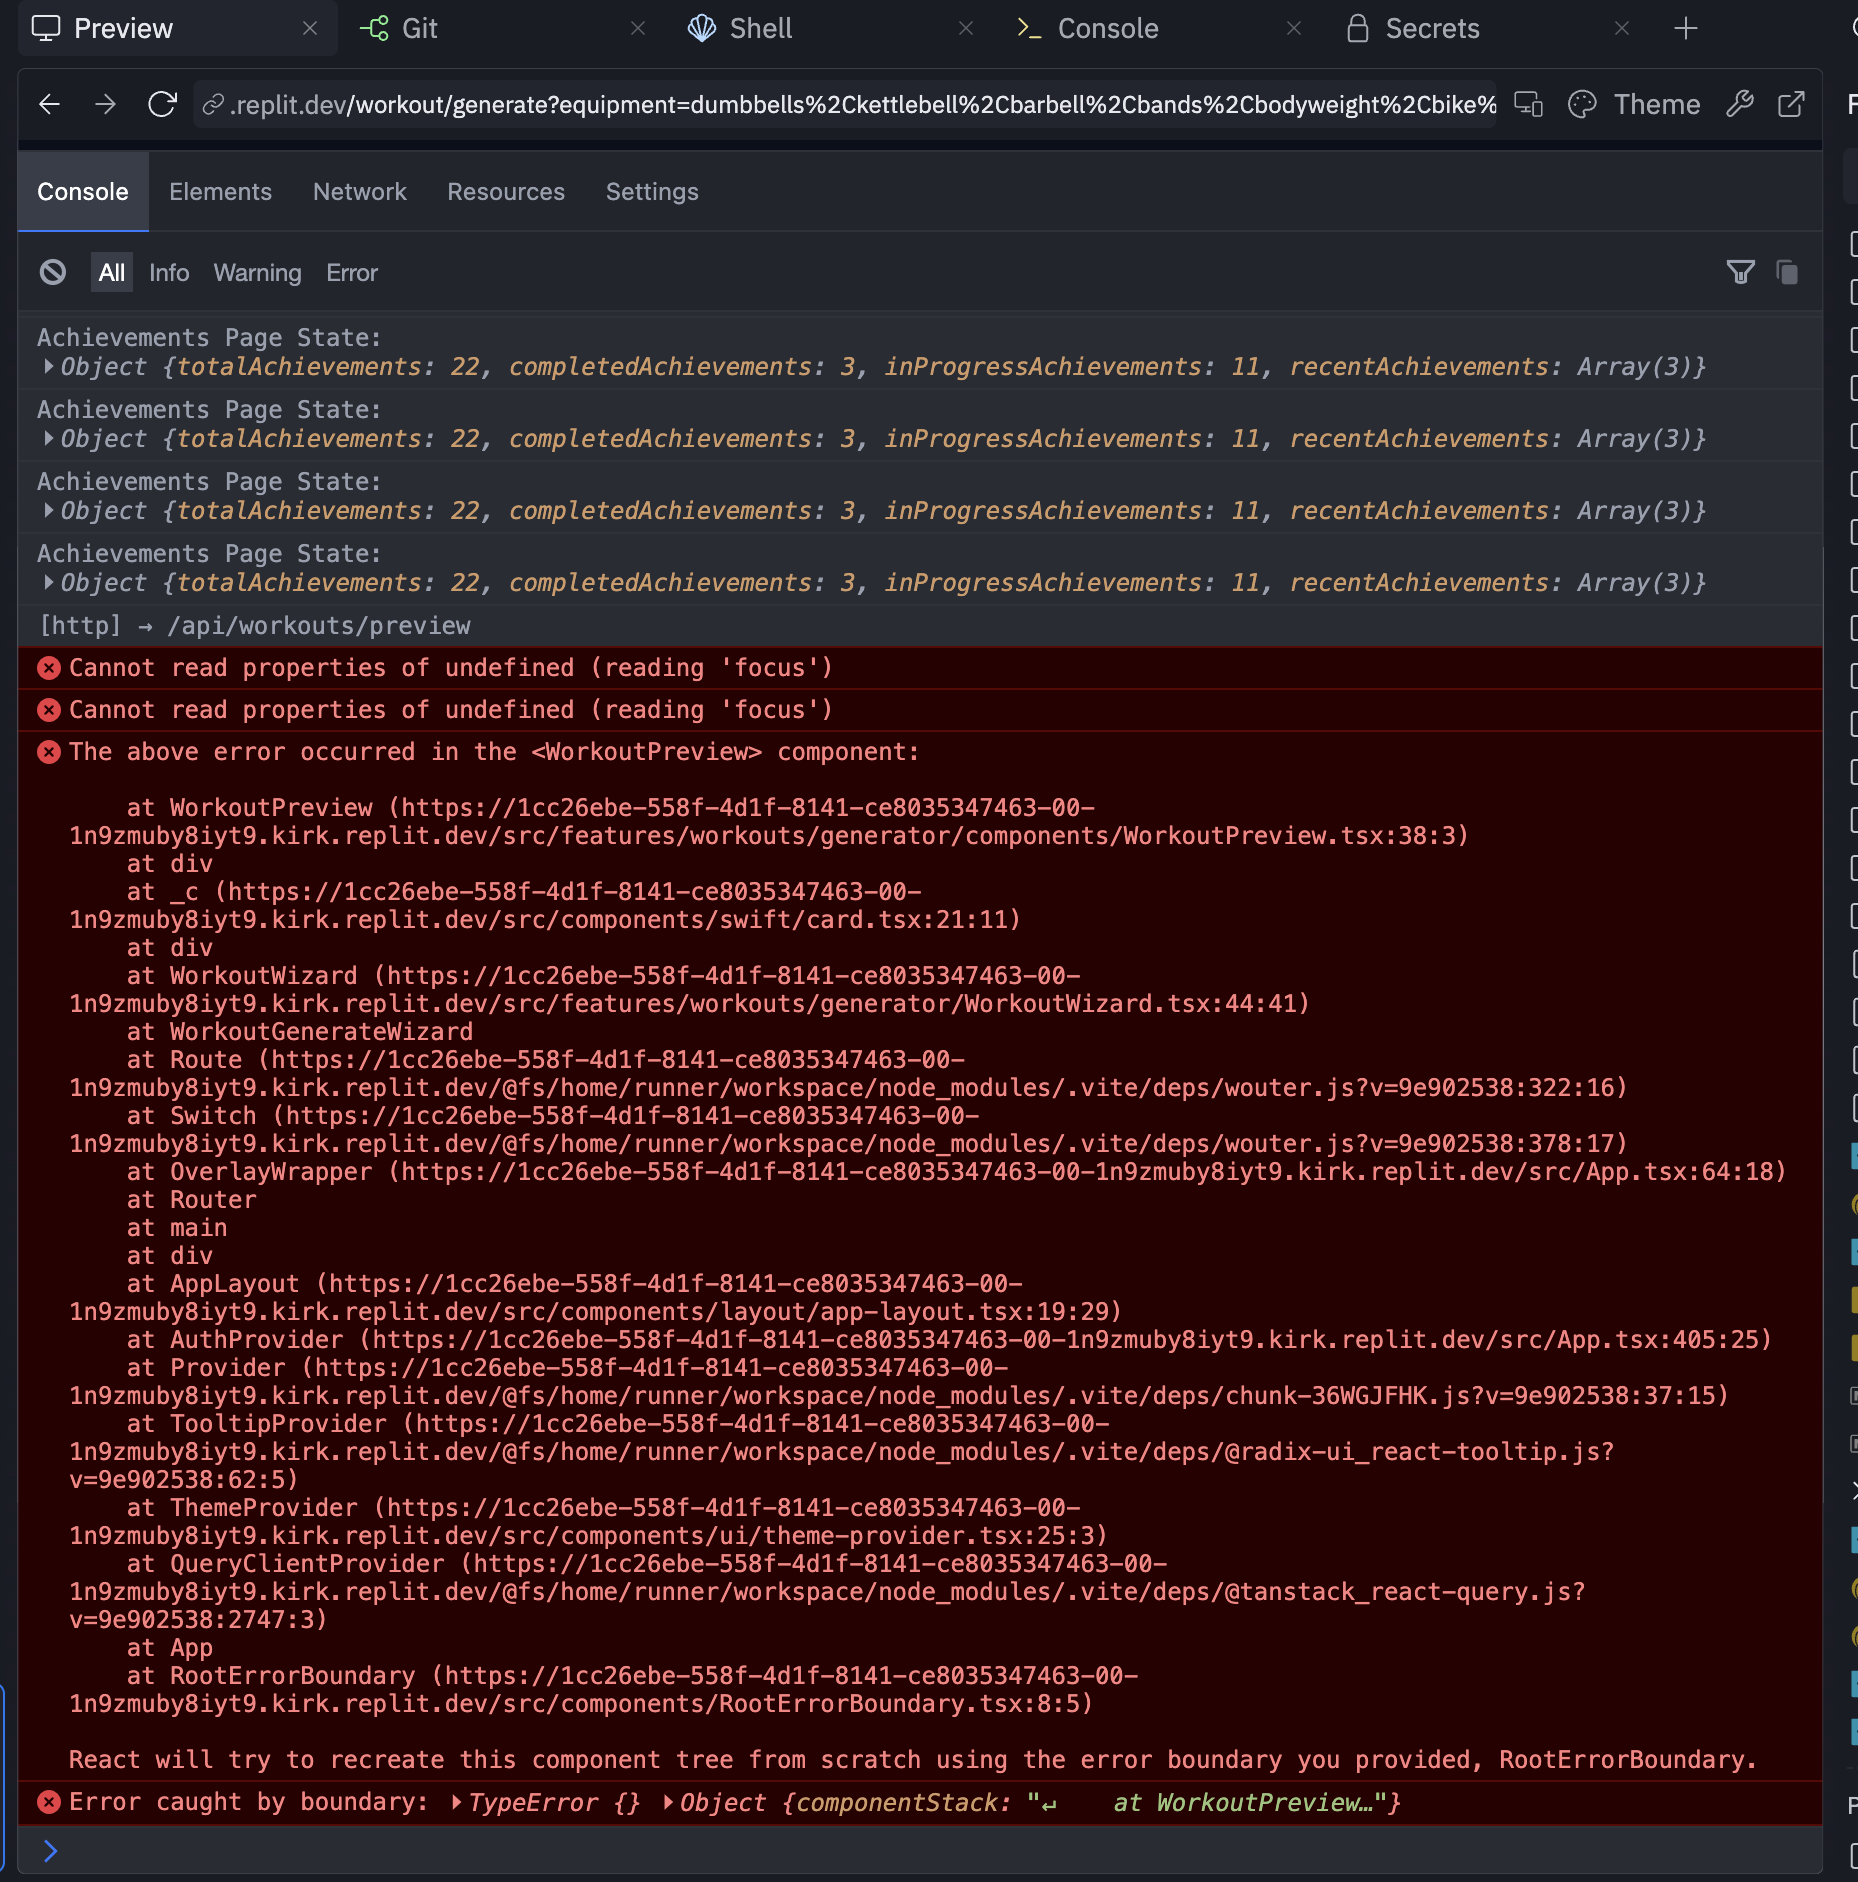 Preview
Git
Shell
Console
Secrets
.replit.dev/workout/generate?equipment=dumbbells%2Ckettlebell%2Cbarbell%2Cbands%2Cbodyweight%2Cbike%
Theme
Console Elements Network Resources Settings
All Info Warning Error
Achievements Page State:
Object {totalAchievements: 22, completedAchievements: 3, inProgressAchievements: 11, recentAchievements: Array(3)}
Achievements Page State:
Object {totalAchievements: 22, completedAchievements: 3, inProgressAchievements: 11, recentAchievements: Array(3)}
Achievements Page State:
Object {totalAchievements: 22, completedAchievements: 3, inProgressAchievements: 11, recentAchievements: Array(3)}
Achievements Page State:
Object {totalAchievements: 22, completedAchievements: 3, inProgressAchievements: 11, recentAchievements: Array(3)}
[http] → /api/workouts/preview
Cannot read properties of undefined (reading 'focus')
Cannot read properties of undefined (reading 'focus')
The above error occurred in the <WorkoutPreview> component:
at WorkoutPreview (https://1cc26ebe-558f-4d1f-8141-ce8035347463-00-
1n9zmuby8iyt9.kirk.replit.dev/src/features/workouts/generator/components/WorkoutPreview.tsx:38:3)
at div
at _c (https://1cc26ebe-558f-4d1f-8141-ce8035347463-00-
1n9zmuby8iyt9.kirk.replit.dev/src/components/swift/card.tsx:21:11)
at div
at WorkoutWizard (https://1cc26ebe-558f-4d1f-8141-ce8035347463-00-
1n9zmuby8iyt9.kirk.replit.dev/src/features/workouts/generator/WorkoutWizard.tsx:44:41)
at WorkoutGenerateWizard
at Route (https://1cc26ebe-558f-4d1f-8141-ce8035347463-00-
1n9zmuby8iyt9.kirk.replit.dev/@fs/home/runner/workspace/node_modules/.vite/deps/wouter.js?v=9e902538:322:16)
at Switch (https://1cc26ebe-558f-4d1f-8141-ce8035347463-00-
1n9zmuby8iyt9.kirk.replit.dev/@fs/home/runner/workspace/node_modules/.vite/deps/wouter.js?v=9e902538:378:17)
at OverlayWrapper (https://1cc26ebe-558f-4d1f-8141-ce8035347463-00-1n9zmuby8iyt9.kirk.replit.dev/src/App.tsx:64:18)
at Router
at main
at div
at AppLayout (https://1cc26ebe-558f-4d1f-8141-ce8035347463-00-
1n9zmuby8iyt9.kirk.replit.dev/src/components/layout/app-layout.tsx:19:29)
at AuthProvider (https://1cc26ebe-558f-4d1f-8141-ce8035347463-00-1n9zmuby8iyt9.kirk.replit.dev/src/App.tsx:405:25)
at Provider (https://1cc26ebe-558f-4d1f-8141-ce8035347463-00-
1n9zmuby8iyt9.kirk.replit.dev/@fs/home/runner/workspace/node_modules/.vite/deps/chunk-36WGJFHK.js?v=9e902538:37:15)
at TooltipProvider (https://1cc26ebe-558f-4d1f-8141-ce8035347463-00-
1n9zmuby8iyt9.kirk.replit.dev/@fs/home/runner/workspace/node_modules/.vite/deps/@radix-ui_react-tooltip.js?
v=9e902538:62:5)
at ThemeProvider (https://1cc26ebe-558f-4d1f-8141-ce8035347463-00-
1n9zmuby8iyt9.kirk.replit.dev/src/components/ui/theme-provider.tsx:25:3)
at QueryClientProvider (https://1cc26ebe-558f-4d1f-8141-ce8035347463-00-
1n9zmuby8iyt9.kirk.replit.dev/@fs/home/runner/workspace/node_modules/.vite/deps/@tanstack_react-query.js?
v=9e902538:2747:3)
at App
at RootErrorBoundary (https://1cc26ebe-558f-4d1f-8141-ce8035347463-00-
1n9zmuby8iyt9.kirk.replit.dev/src/components/RootErrorBoundary.tsx:8:5)
React will try to recreate this component tree from scratch using the error boundary you provided, RootErrorBoundary.
Error caught by boundary: TypeError {} Object {componentStack: "↵    at WorkoutPreview…"}